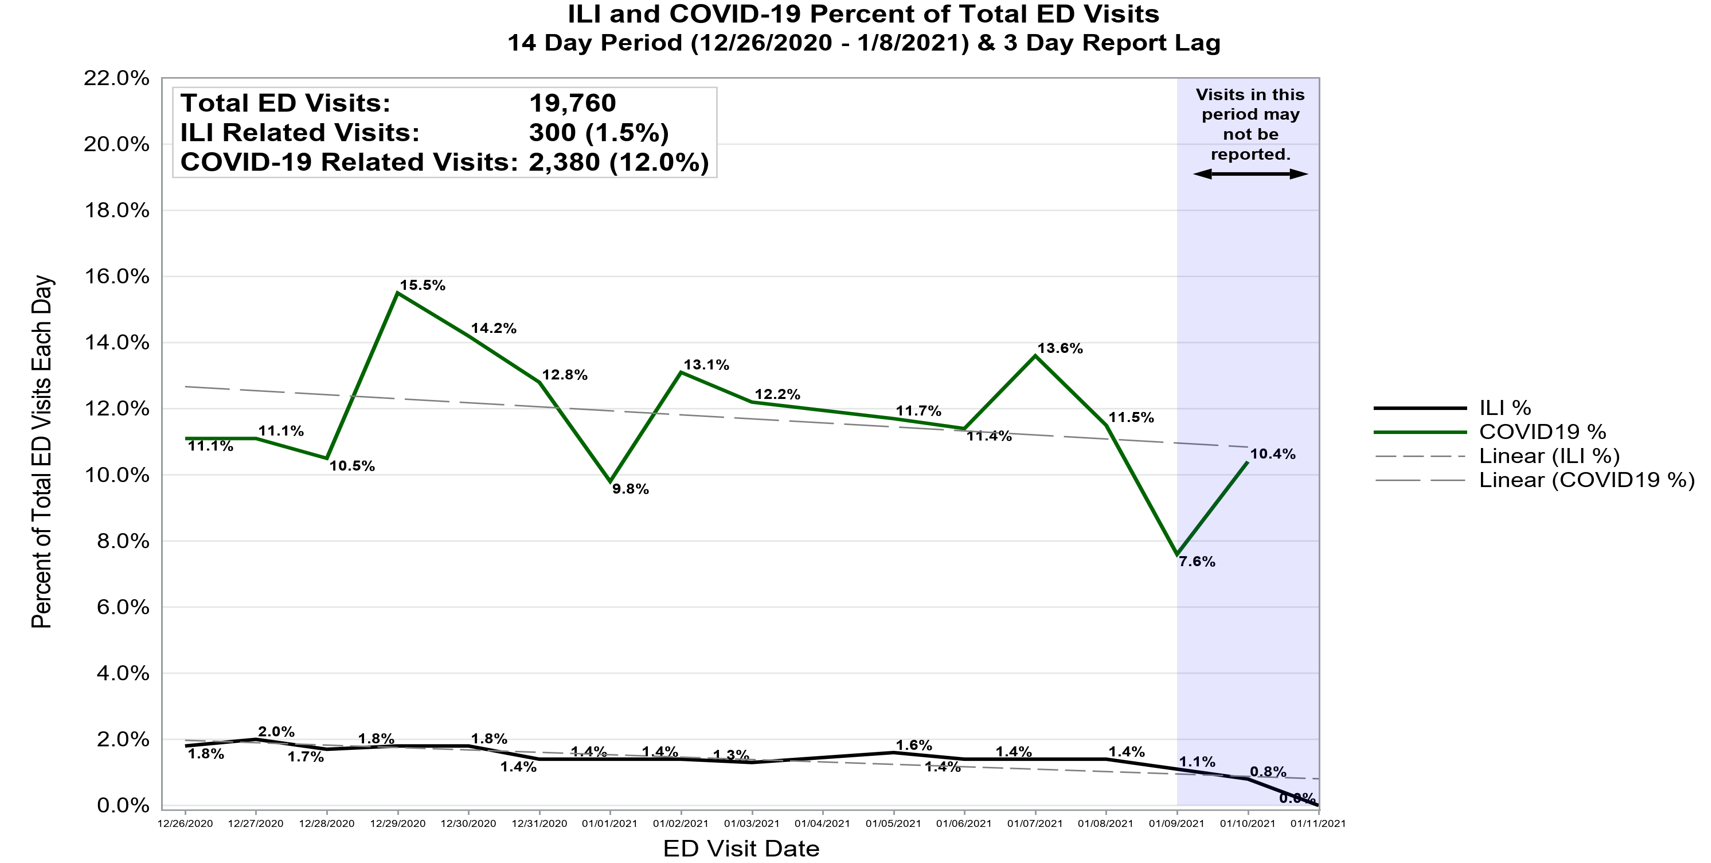 ILI and COVID-19 Percent of Total ED Visits
14 Day Period (12/26/2020 - 1/8/2021) & 3 Day Report Lag
Total ED Visits: 19,760
ILI Related Visits: 300 (1.5%)
COVID-19 Related Visits: 2,380 (12.0%)
Visits in this
period may
not be
reported.
Percent of Total ED Visits Each Day
22.0%
20.0%
18.0%
16.0%
14.0%
12.0%
10.0%
8.0%
6.0%
4.0%
2.0%
0.0%
11.1%
11.1%
10.5%
15.5%
14.2%
12.8%
9.8%
13.1%
12.2%
11.7%
11.4%
13.6%
11.5%
7.6%
10.4%
1.8%
2.0%
1.7%
1.8%
1.8%
1.4%
1.4%
1.4%
1.3%
1.6%
1.4%
1.4%
1.4%
1.1%
0.8%
0.0%
12/26/2020 12/27/2020 12/28/2020 12/29/2020 12/30/2020 12/31/2020 01/01/2021 01/02/2021 01/03/2021 01/04/2021 01/05/2021 01/06/2021 01/07/2021 01/08/2021 01/09/2021 01/10/2021 01/11/2021
ED Visit Date
ILI %
COVID19 %
Linear (ILI %)
Linear (COVID19 %)